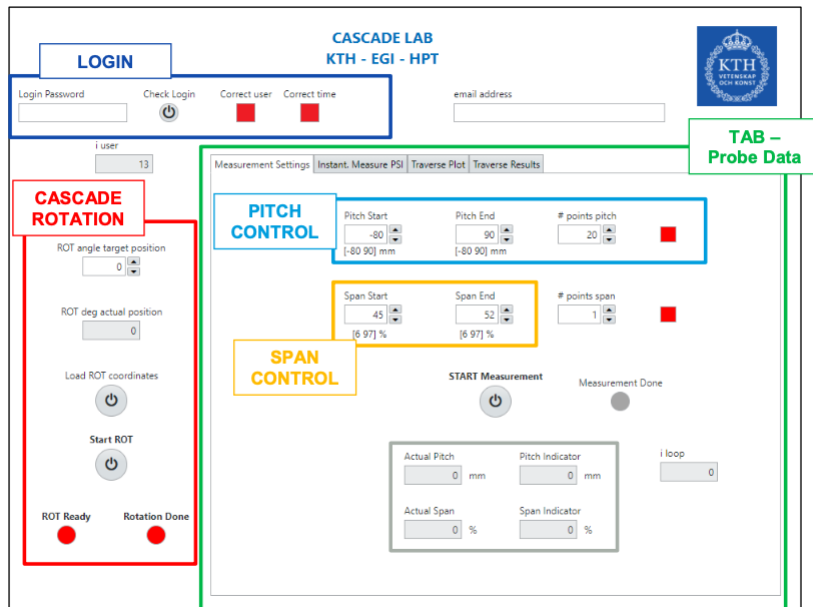 CASCADE LAB
KTH - EGI - HPT
LOGIN
KTH
VETENSKAP
OCH KONST
Login Password
Check Login
Correct user
Correct time
email address
i user
13
TAB –
Probe Data
Measurement Settings
Instant. Measure PSI
Traverse Plot
Traverse Results
CASCADE
ROTATION
ROT angle target position
0
ROT deg actual position
0
Load ROT coordinates
Start ROT
ROT Ready
Rotation Done
PITCH
CONTROL
Pitch Start
Pitch End
# points pitch
-80
90
20
[-80 90] mm
[-80 90] mm
Span Start
Span End
# points span
45
52
1
[6 97] %
[6 97] %
SPAN
CONTROL
START Measurement
Measurement Done
Actual Pitch
Pitch Indicator
i loop
0 mm
0 mm
0
Actual Span
Span Indicator
0 %
0 %